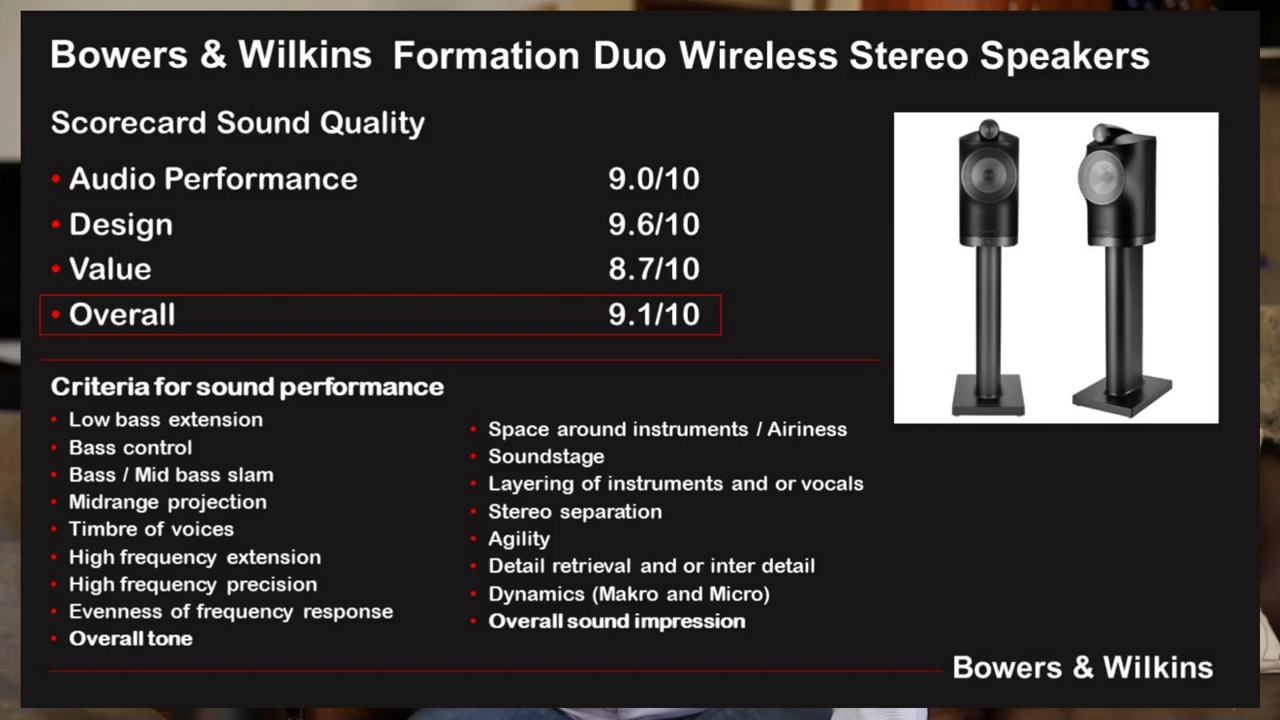 Bowers & Wilkins Formation Duo Wireless Stereo Speakers
Scorecard Sound Quality
• Audio Performance 9.0/10
• Design 9.6/10
• Value 8.7/10
• Overall 9.1/10
Criteria for sound performance
• Low bass extension
• Bass control
• Bass / Mid bass slam
• Midrange projection
• Timbre of voices
• High frequency extension
• High frequency precision
• Evenness of frequency response
• Overall tone
• Space around instruments / Airiness
• Soundstage
• Layering of instruments and or vocals
• Stereo separation
• Agility
• Detail retrieval and or inter detail
• Dynamics (Makro and Micro)
• Overall sound impression
Bowers & Wilkins